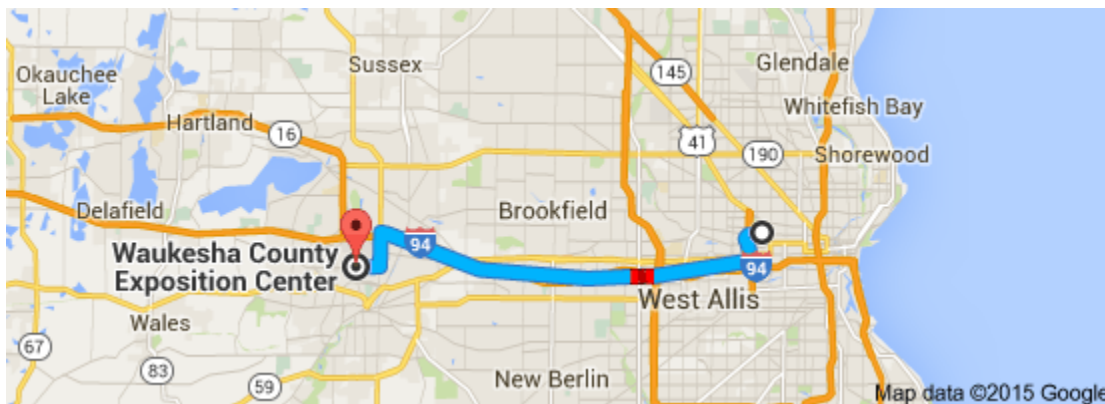 Okauchee
Lake
Sussex
145
Glendale
Hartland
16
41
Whitefish Bay
190
Shorewood
Delafield
Brookfield
94
Waukesha County
Exposition Center
94
West Allis
Wales
67
83
59
New Berlin
Map data ©2015 Google